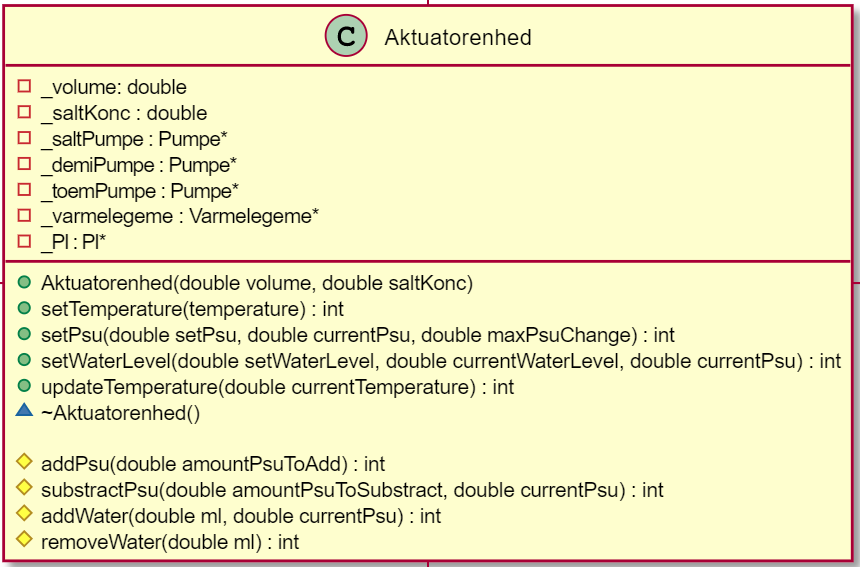 C Aktuatorenhed
_volume: double
_saltKonc : double
_saltPumpe : Pumpe*
_demiPumpe : Pumpe*
_toemPumpe : Pumpe*
_varmelegeme : Varmelegeme*
_PI : PI*
Aktuatorenhed(double volume, double saltKonc)
setTemperature(temperature) : int
setPsu(double setPsu, double currentPsu, double maxPsuChange) : int
setWaterLevel(double setWaterLevel, double currentWaterLevel, double currentPsu) : int
updateTemperature(double currentTemperature) : int
~Aktuatorenhed()
addPsu(double amountPsuToAdd) : int
substractPsu(double amountPsuToSubstract, double currentPsu) : int
addWater(double ml, double currentPsu) : int
removeWater(double ml) : int